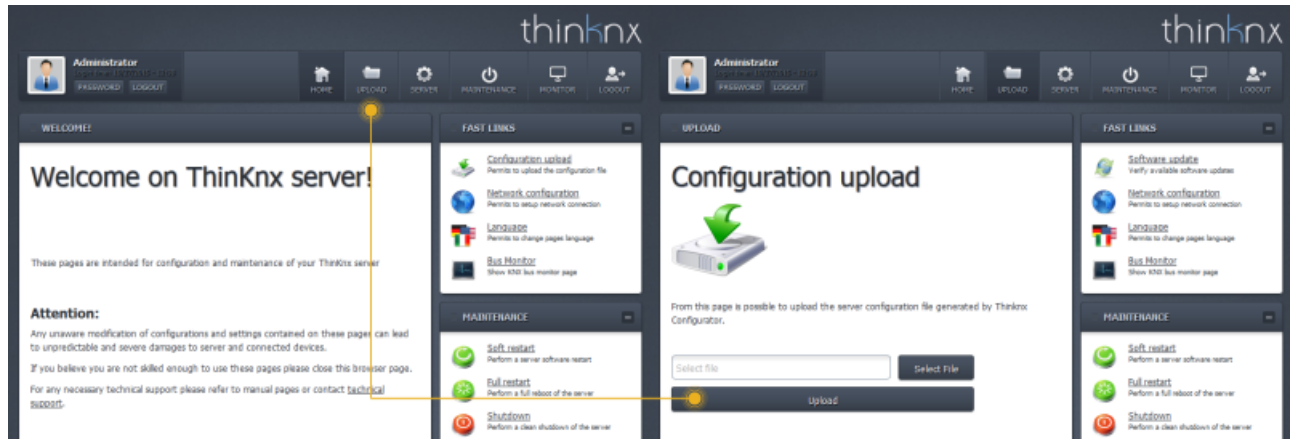 thinknx
Administrator
PASSWORD LOGOUT
HOME UPLOAD SERVER MAINTENANCE MONITOR LOGOUT
WELCOME!
Welcome on ThinKnx server!
These pages are intended for configuration and maintenance of your ThinKnx server
Attention:
Any unaware modification of configurations and settings contained on these pages can lead
to unpredictable and severe damages to server and connected devices.
If you believe you are not skilled enough to use these pages please close this browser page.
For any necessary technical support please refer to manual pages or contact technical
support.
FAST LINKS
Configuration upload
Permits to upload the configuration file
Network configuration
Permits to setup network connection
Language
Permits to change pages language
Bus Monitor
Show KNX bus monitor page
MAINTENANCE
Soft restart
Perform a server software restart
Full restart
Perform a full reboot of the server
Shutdown
Perform a clean shutdown of the server
thinknx
Administrator
PASSWORD LOGOUT
HOME UPLOAD SERVER MAINTENANCE MONITOR LOGOUT
UPLOAD
Configuration upload
From this page is possible to upload the server configuration file generated by Thinknx
Configurator.
Select file
Select File
Upload
FAST LINKS
Software update
Verify available software updates
Network configuration
Permits to setup network connection
Language
Permits to change pages language
Bus Monitor
Show KNX bus monitor page
MAINTENANCE
Soft restart
Perform a server software restart
Full restart
Perform a full reboot of the server
Shutdown
Perform a clean shutdown of the server